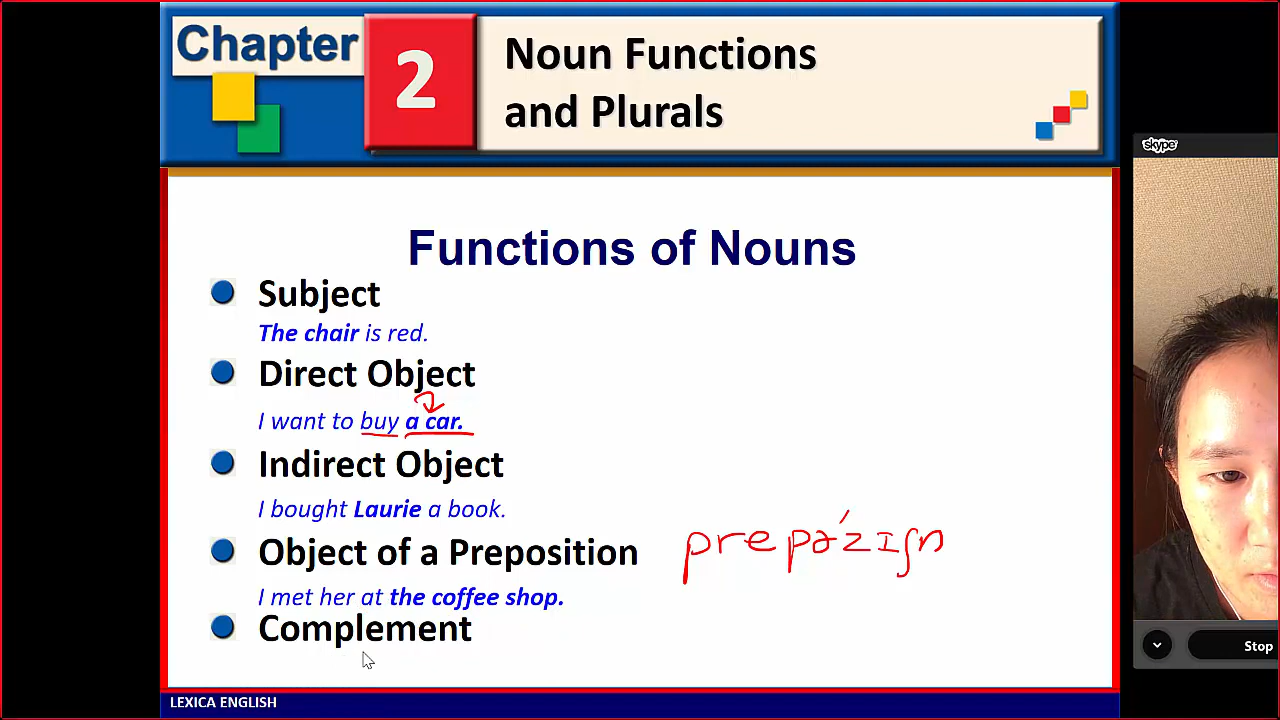 Chapter
2
Noun Functions
and Plurals
skype
Functions of Nouns
Subject
The chair is red.
Direct Object
I want to buy a car.
Indirect Object
I bought Laurie a book.
Object of a Preposition
prepəzıʃn
I met her at the coffee shop.
Complement
Stop
LEXICA ENGLISH